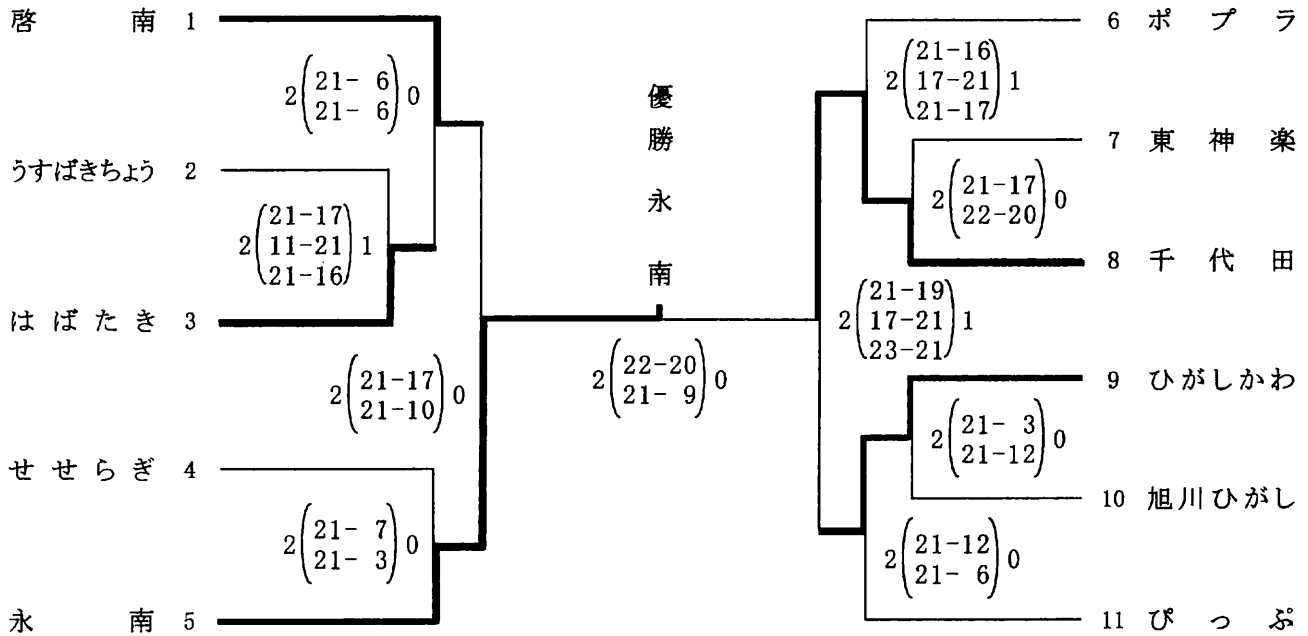 啓南 1
2(21- 6 21- 6)0
うすばきちょう 2
2(21-17 11-21 21-16)1
はばたき 3
2(21-17 21-10)0
せせらぎ 4
2(21- 7 21- 3)0
永南 5
優勝 永南
2(22-20 21- 9)0
6 ポプラ
2(21-16 17-21 21-17)1
7 東神楽
2(21-17 22-20)0
8 千代田
2(21-19 17-21 23-21)1
9 ひがしかわ
2(21- 3 21-12)0
10 旭川ひがし
2(21-12 21- 6)0
11 ぴっぷ